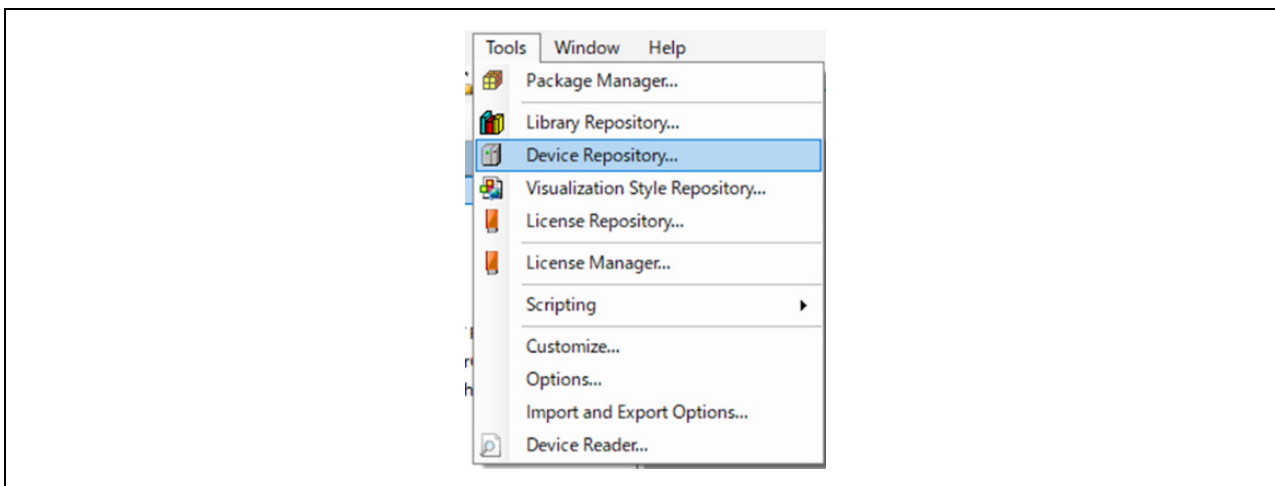 Tools Window Help
Package Manager...
Library Repository...
Device Repository...
Visualization Style Repository...
License Repository...
License Manager...
Scripting
Customize...
Options...
Import and Export Options...
Device Reader...